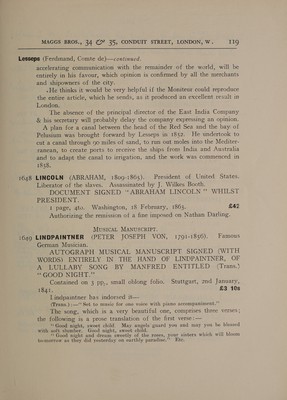 MAGGS BROS., 34 & 35, CONDUIT STREET, LONDON, W. 119
Lesseps (Ferdinand, Comte de)—continued.
accelerating communication with the remainder of the world, will be
entirely in his favour, which opinion is confirmed by all the merchants
and shipowners of the city.
He thinks it would be very helpful if the Moniteur could reproduce
the entire article, which he sends, as it produced an excellent result in
London.
The absence of the principal director of the East India Company
& his secretary will probably delay the company expressing an opinion.
A plan for a canal between the head of the Red Sea and the bay of
Pelusium was brought forward by Lesseps in 1852. He undertook to
cut a canal through 90 miles of sand, to run out moles into the Mediter-
ranean, to create ports to receive the ships from India and Australia
and to adapt the canal to irrigation, and the work was commenced in
1858.
1648 LINCOLN (ABRAHAM, 1809-1865). President of United States.
Liberator of the slaves. Assassinated by J. Wilkes Booth.
DOCUMENT SIGNED "ABRAHAM LINCOLN" WHILST
PRESIDENT.
1 page, 4to. Washington, 18 February, 1863. £42
Authorizing the remission of a fine imposed on Nathan Darling.
MUSICAL MANUSCRIPT.
1649 LINDPAINTNER (PETER JOSEPH VON, 1791-1856). Famous
German Musician.
AUTOGRAPH MUSICAL MANUSCRIPT SIGNED (WITH
WORDS) ENTIRELY IN THE HAND OF LINDPAINTNER, OF
A LULLABY SONG BY MANFRED ENTITLED (Trans.)
"GOOD NIGHT."
Contained on 3 pp., small oblong folio. Stuttgart, 2nd January,
1841. £3 10s
Lindpaintner has indorsed it—
(Trans.):—"Set to music for one voice with piano accompaniment."
The song, which is a very beautiful one, comprises three verses;
the following is a prose translation of the first verse:—
"Good night, sweet child. May angels guard you and may you be blessed
with soft slumber. Good night, sweet child.
"Good night and dream sweetly of the roses, your sisters which will bloom
tomorrow as they did yesterday on earthly paradise." Etc.